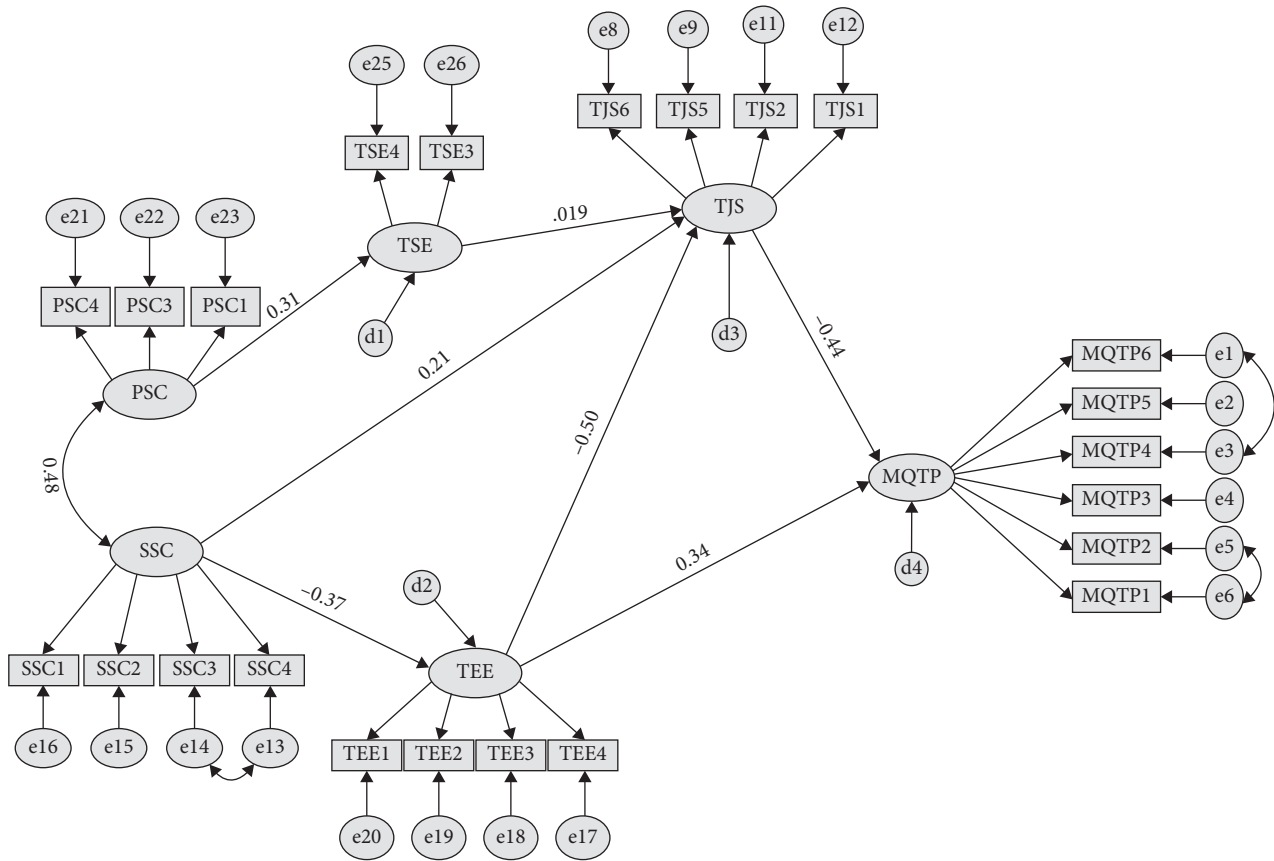 e8 e9 e11 e12
e25 e26
TJS6 TJS5 TJS2 TJS1
TSE4 TSE3
e21 e22 e23
TJS
.019
TSE
PSC4 PSC3 PSC1
0.31
d1
d3
−0.44
MQTP6 e1
0.21
PSC
MQTP5 e2
−0.50
MQTP4 e3
0.48
MQTP
MQTP3 e4
SSC
MQTP2 e5
0.34
d4
d2
−0.37
MQTP1 e6
SSC1 SSC2 SSC3 SSC4
TEE
e16 e15 e14 e13
TEE1 TEE2 TEE3 TEE4
e20 e19 e18 e17